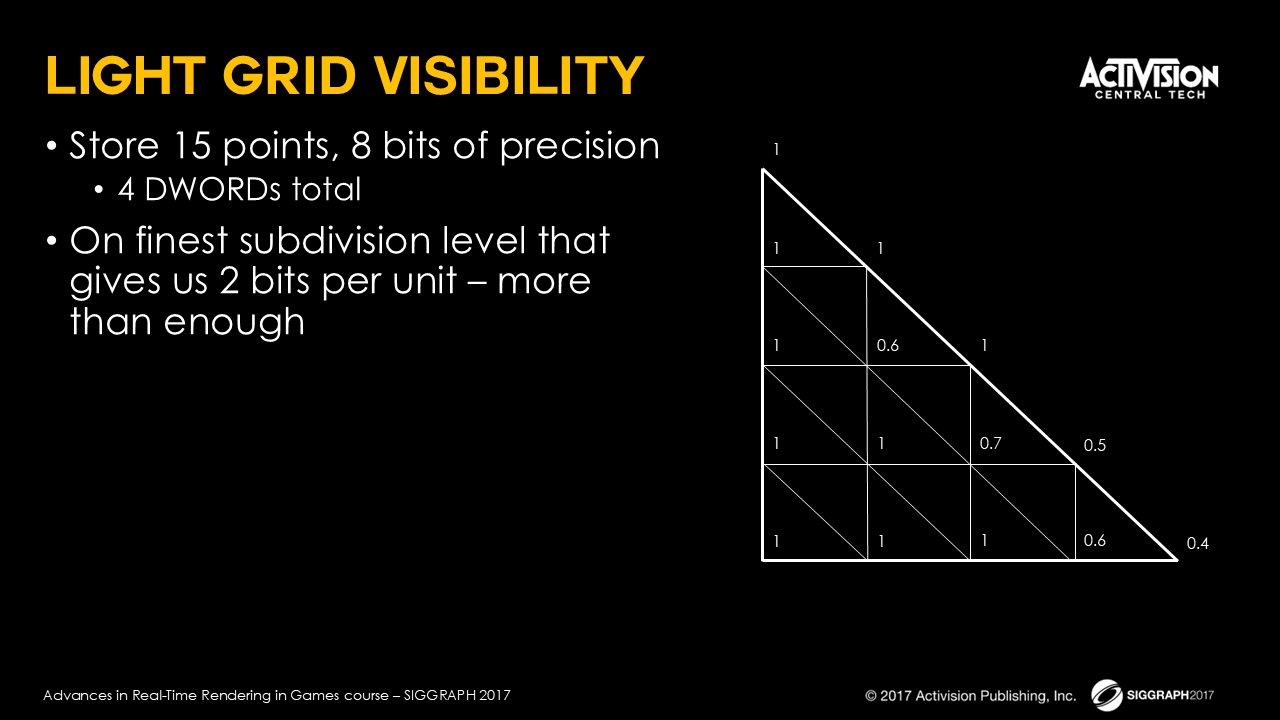 LIGHT GRID VISIBILITY
ACTIVISION
CENTRAL TECH
• Store 15 points, 8 bits of precision
• 4 DWORDs total
• On finest subdivision level that
gives us 2 bits per unit – more
than enough
1
1 1
1 0.6 1
1 1 0.7 0.5
1 1 1 0.6 0.4
Advances in Real-Time Rendering in Games course – SIGGRAPH 2017
© 2017 Activision Publishing, Inc.
SIGGRAPH2017